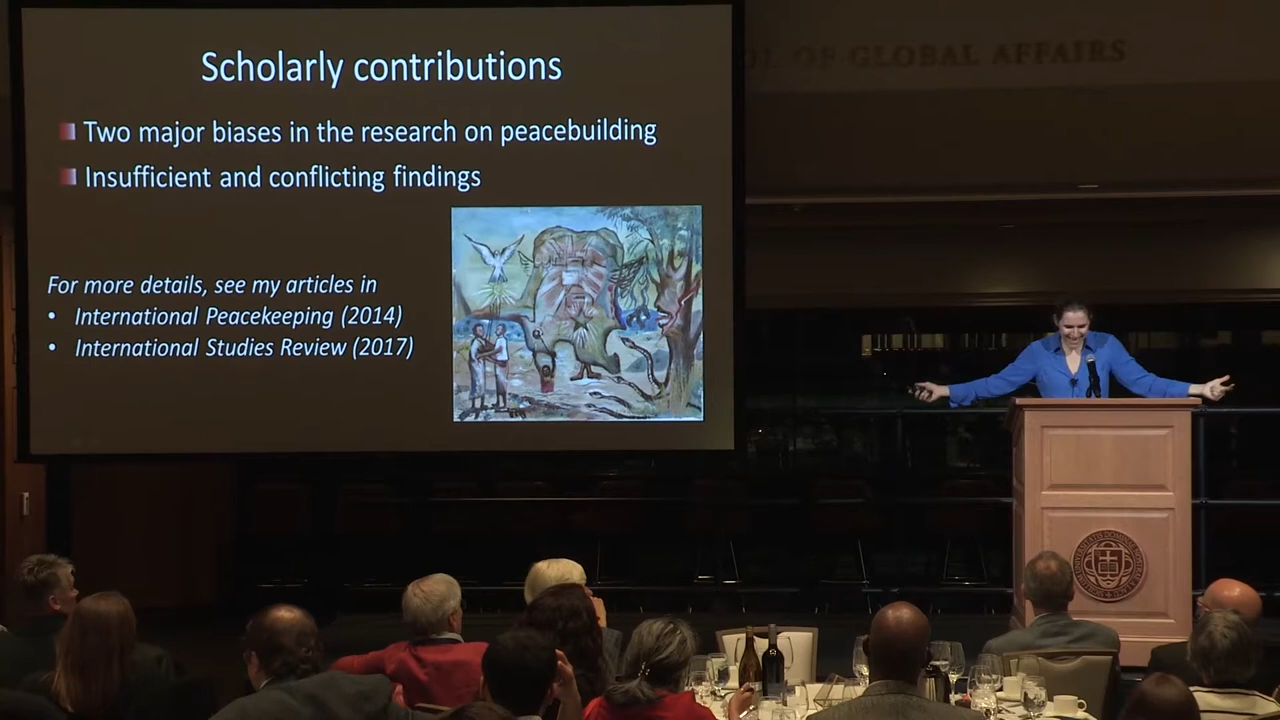 Scholarly contributions
Two major biases in the research on peacebuilding
Insufficient and conflicting findings
For more details, see my articles in
• International Peacekeeping (2014)
• International Studies Review (2017)
OF GLOBAL AFFAIRS